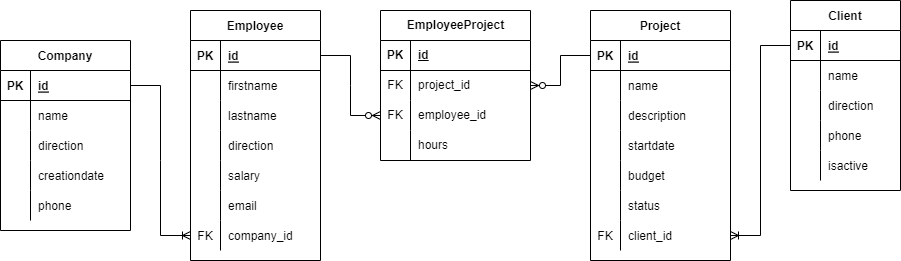 Company
PK id
name
direction
creationdate
phone
Employee
PK id
firstname
lastname
direction
salary
email
FK company_id
EmployeeProject
PK id
FK project_id
FK employee_id
hours
Project
PK id
name
description
startdate
budget
status
FK client_id
Client
PK id
name
direction
phone
isactive